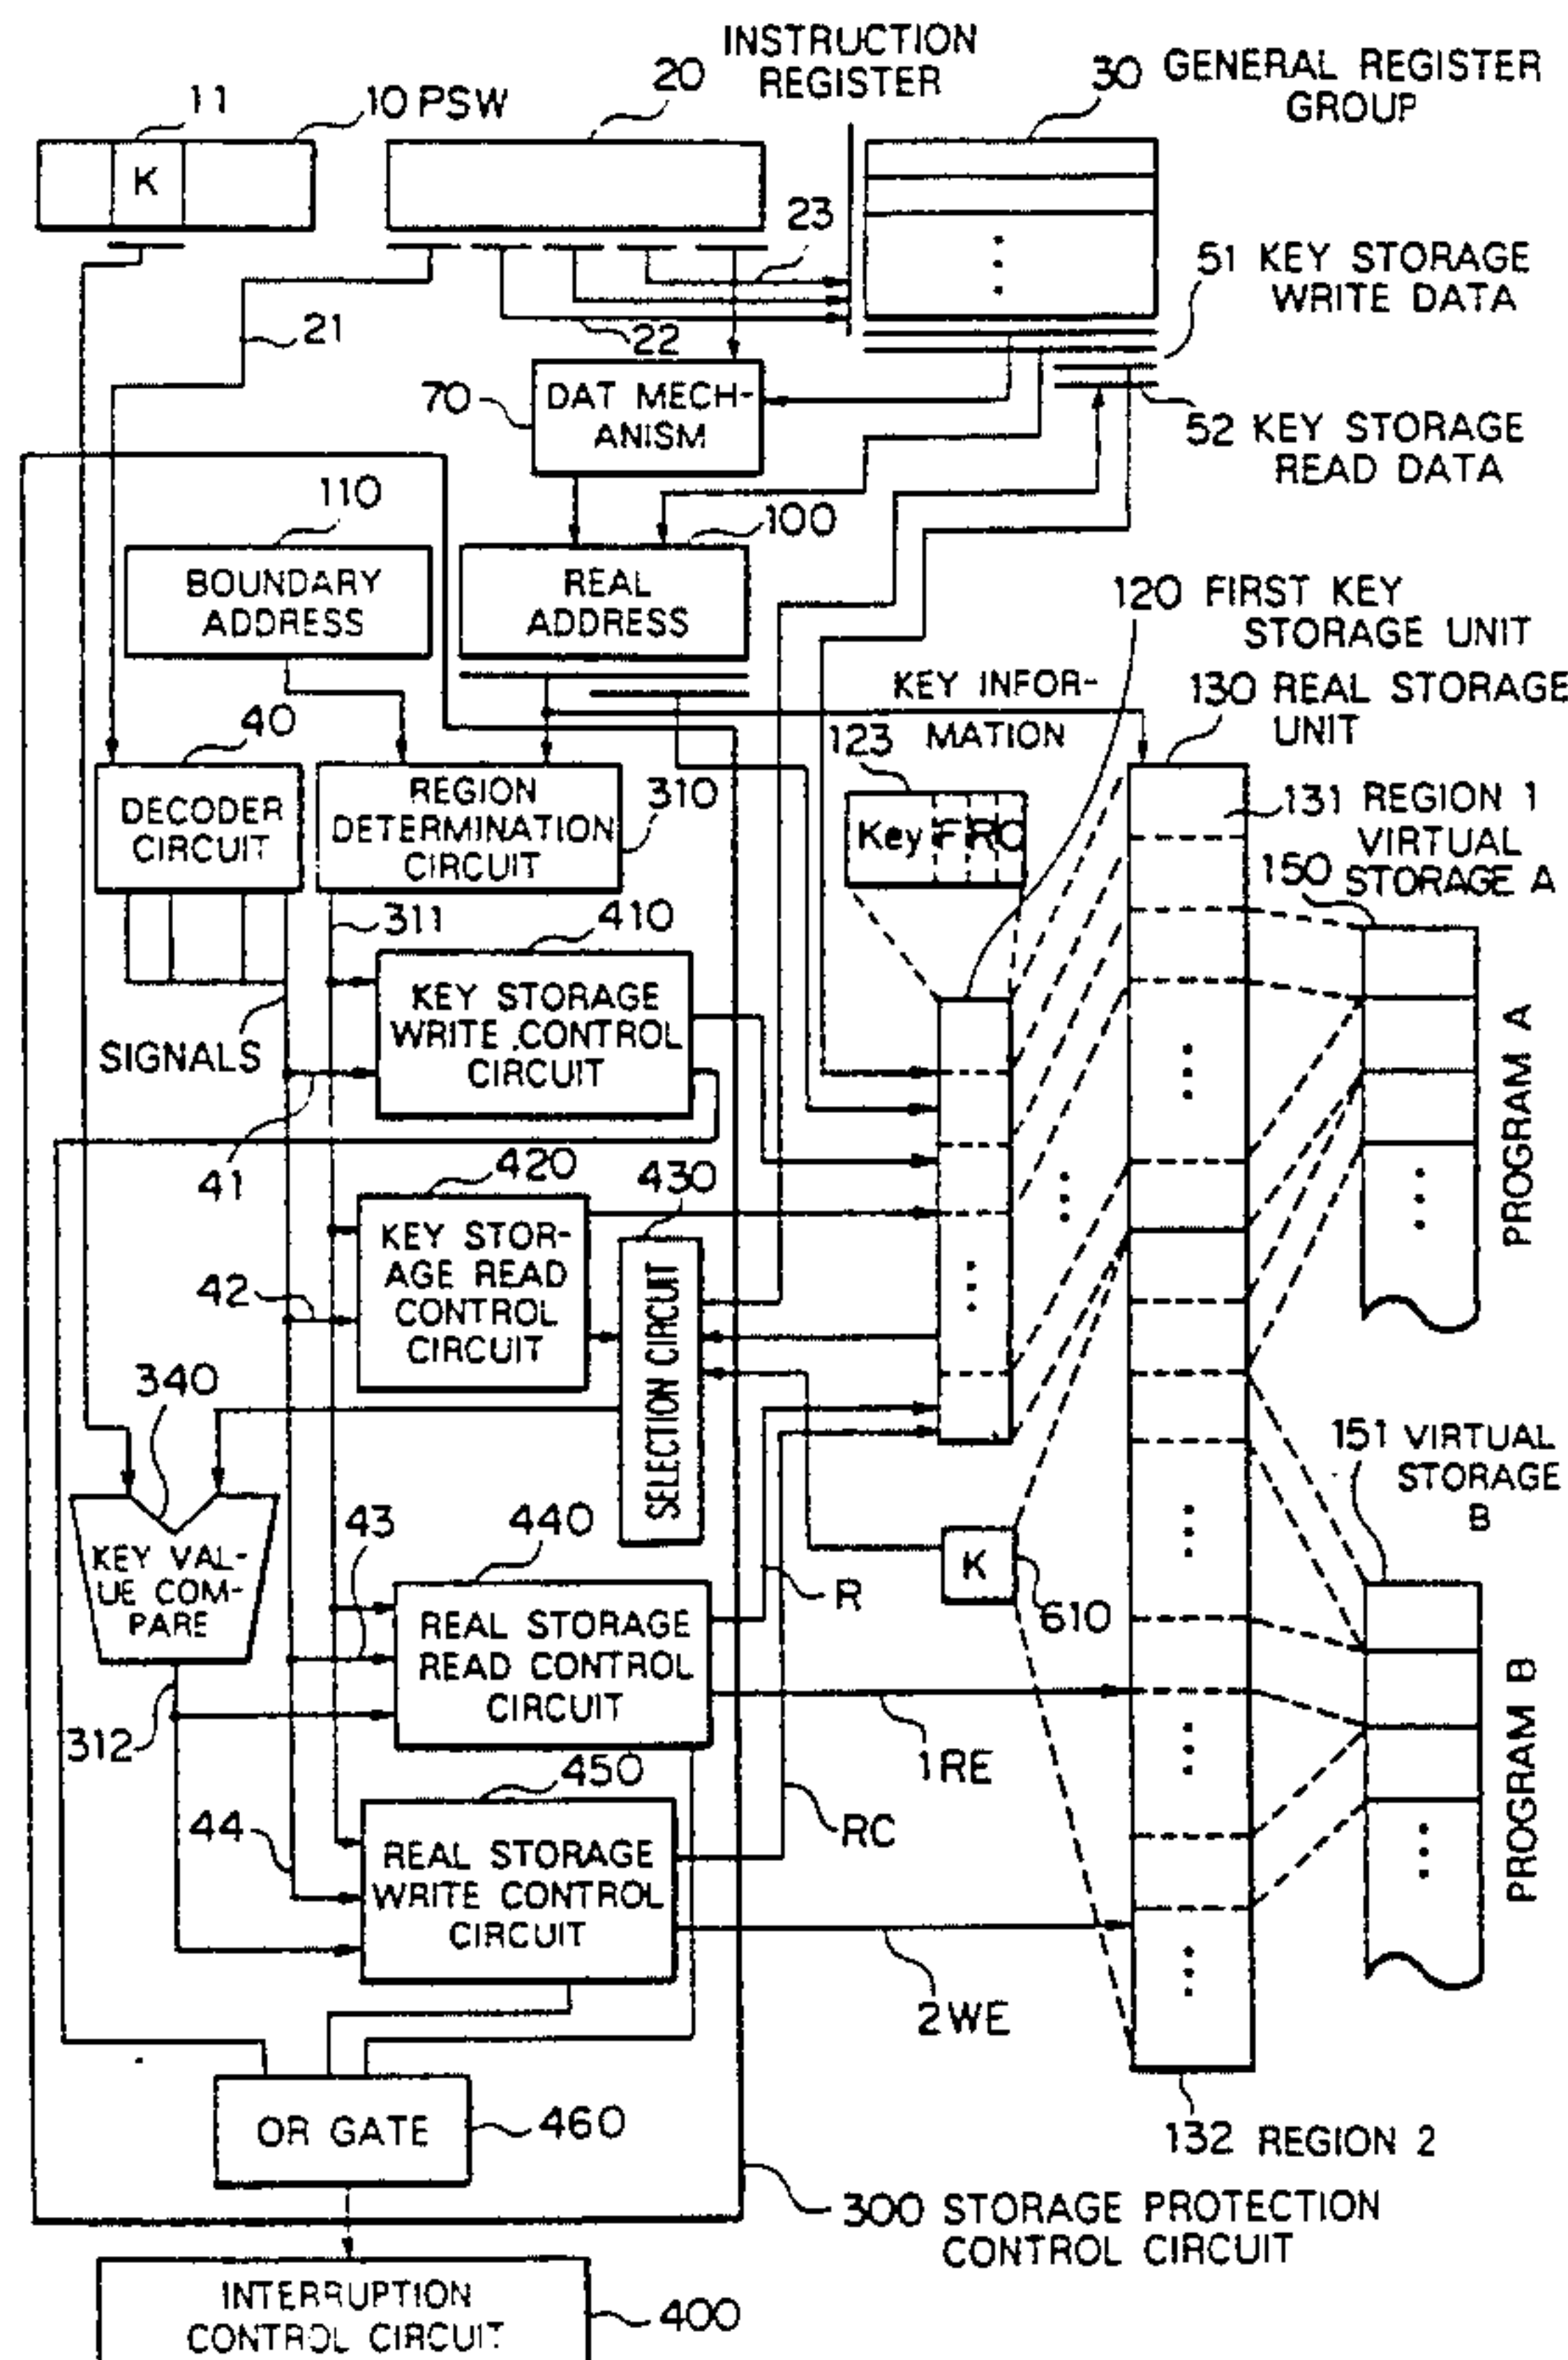 INSTRUCTION
REGISTER
11
10 PSW
20
30 GENERAL REGISTER
GROUP
K
23
51 KEY STORAGE
WRITE DATA
21
22
70
DAT MECH-
ANISM
52 KEY STORAGE
READ DATA
110
100
BOUNDARY
ADDRESS
REAL
ADDRESS
120 FIRST KEY
STORAGE UNIT
KEY INFOR-
MATION
130 REAL STORAGE
UNIT
40
123
DECODER
CIRCUIT
REGION
DETERMINATION
CIRCUIT
310
Key F R C
131 REGION 1
VIRTUAL
150 STORAGE A
311
410
KEY STORAGE
WRITE CONTROL
CIRCUIT
SIGNALS
PROGRAM A
41
420
430
KEY STOR-
AGE READ
CONTROL
CIRCUIT
42
SELECTION CIRCUIT
340
151 VIRTUAL
STORAGE
B
KEY VAL-
UE COM-
PARE
43
440
K
610
R
REAL STORAGE
READ CONTROL
CIRCUIT
312
1RE
PROGRAM B
450
44
RC
REAL STORAGE
WRITE CONTROL
CIRCUIT
2WE
OR GATE
460
132 REGION 2
300 STORAGE PROTECTION
CONTROL CIRCUIT
INTERRUPTION
CONTROL CIRCUIT
400